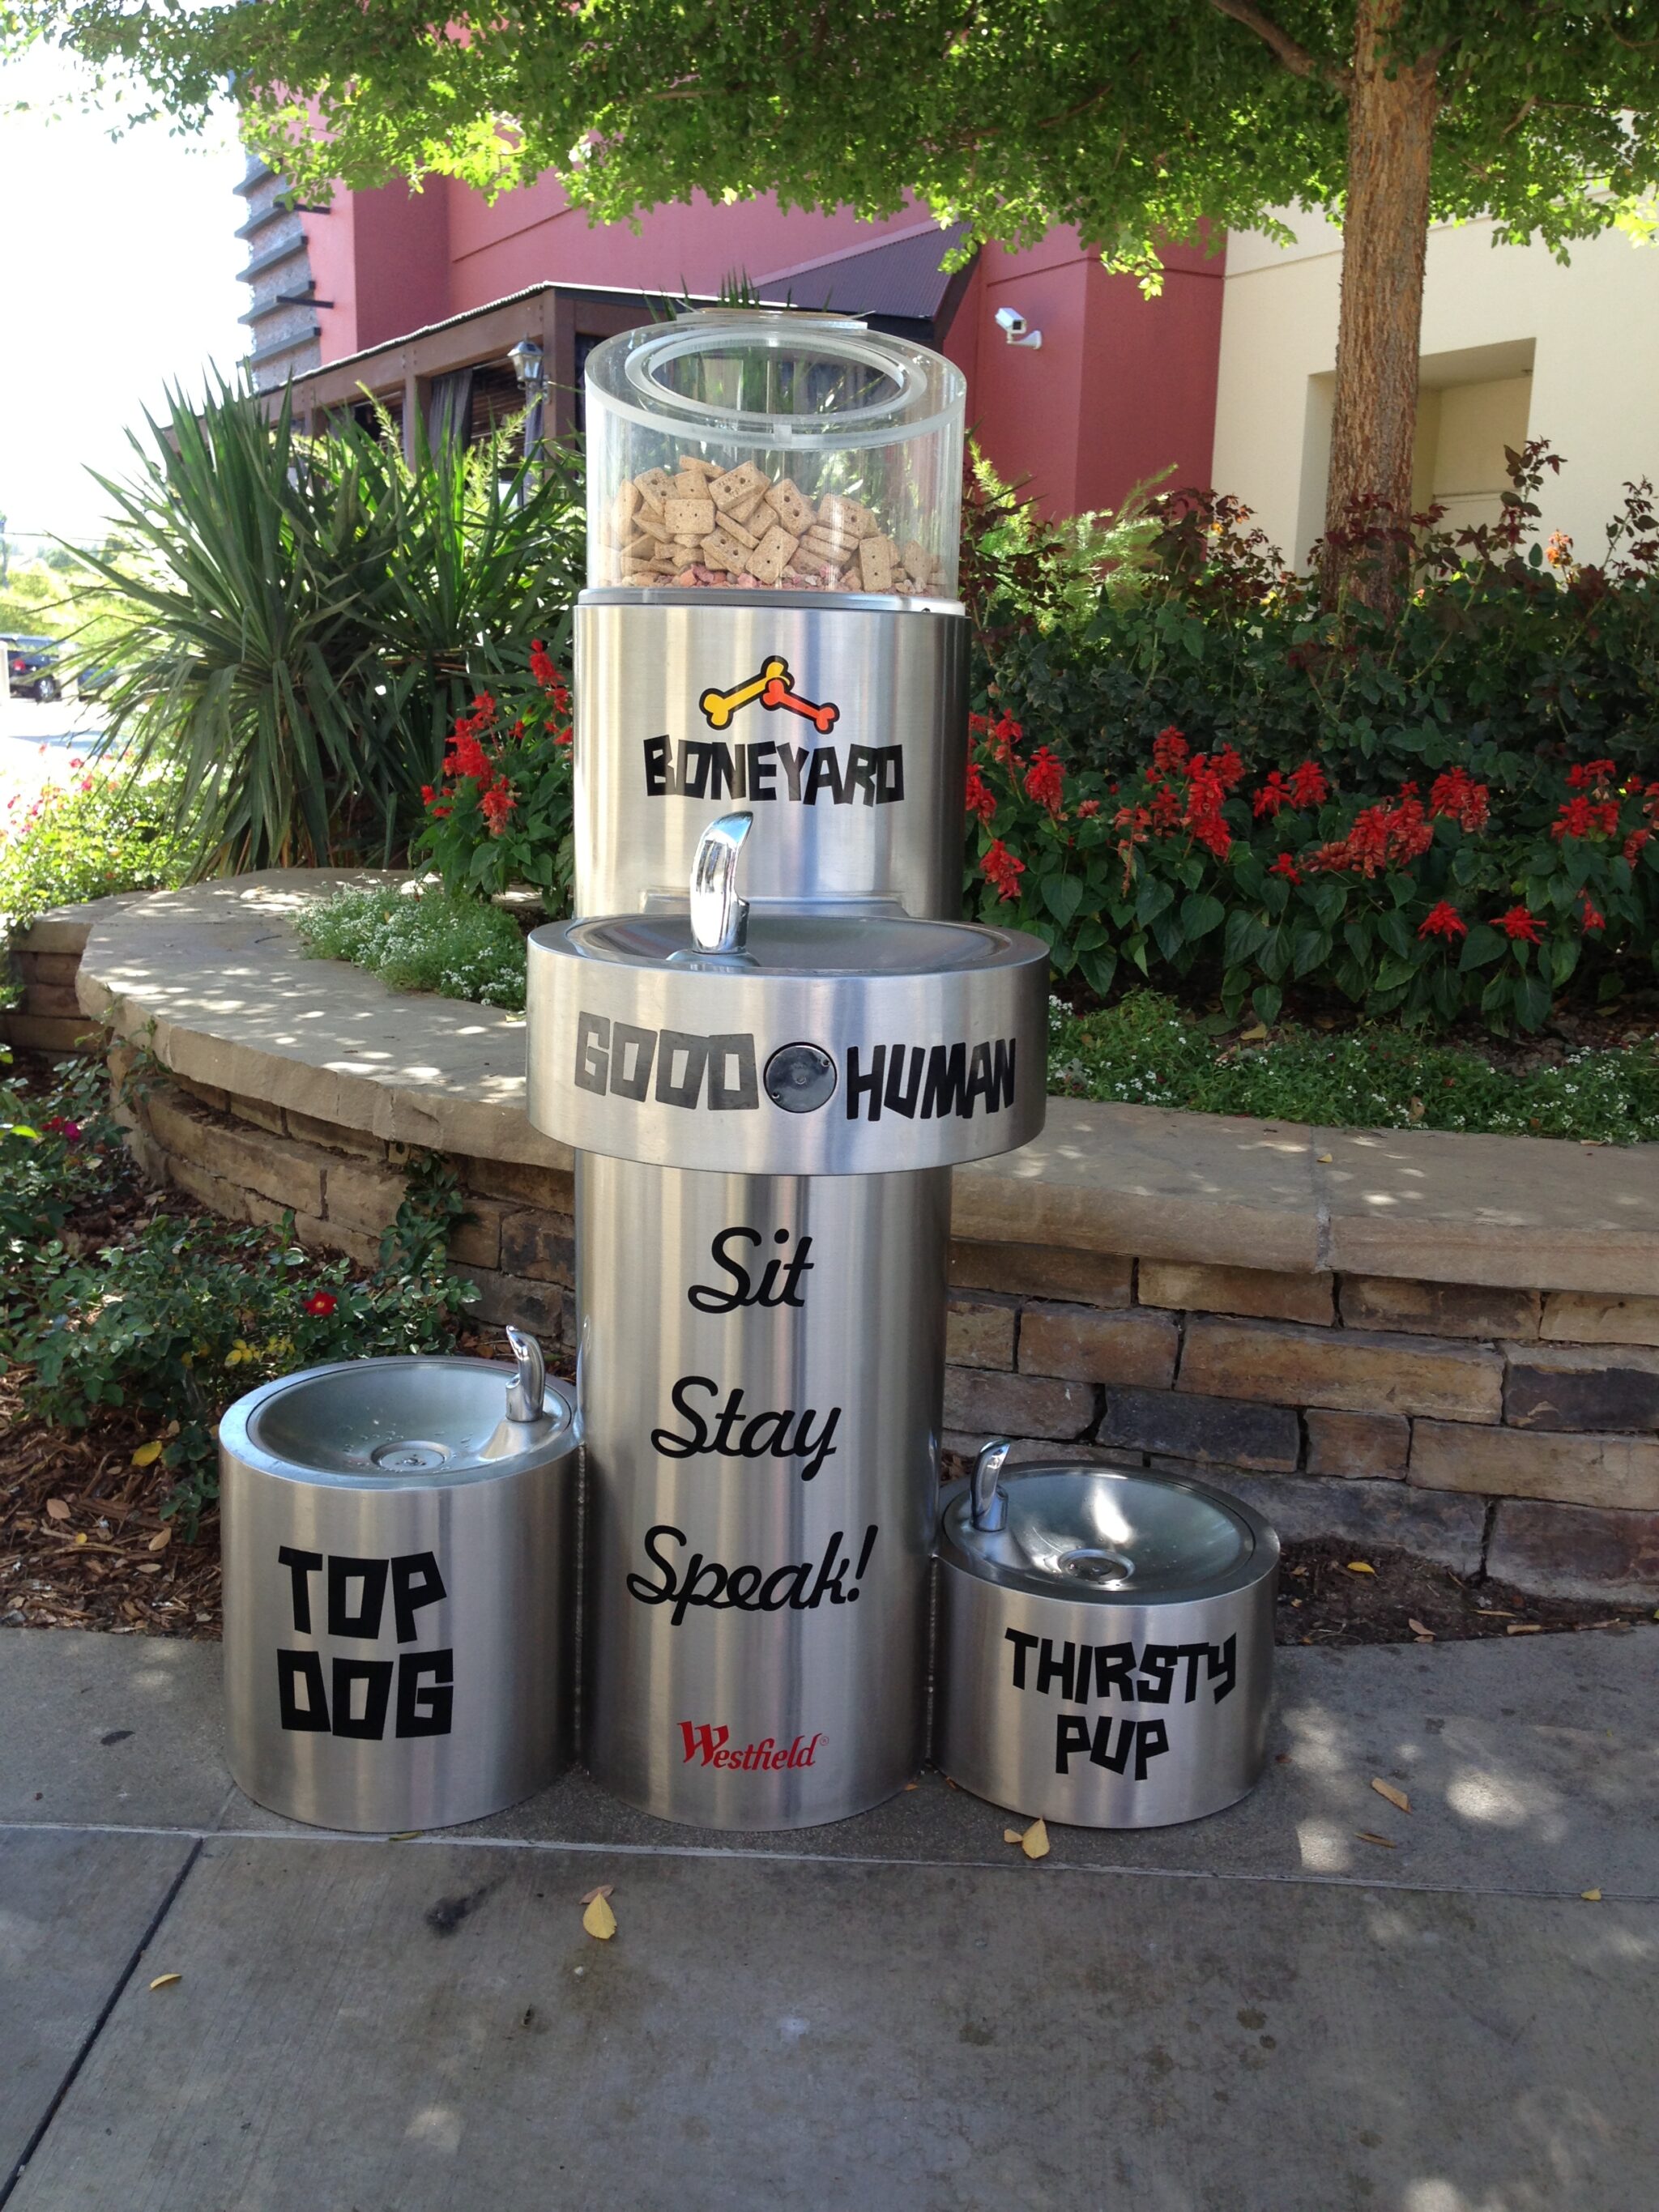 BONEYARD
GOOD HUMAN
Sit
Stay
Speak!
TOP
DOG
THIRSTY
PUP
Westfield®